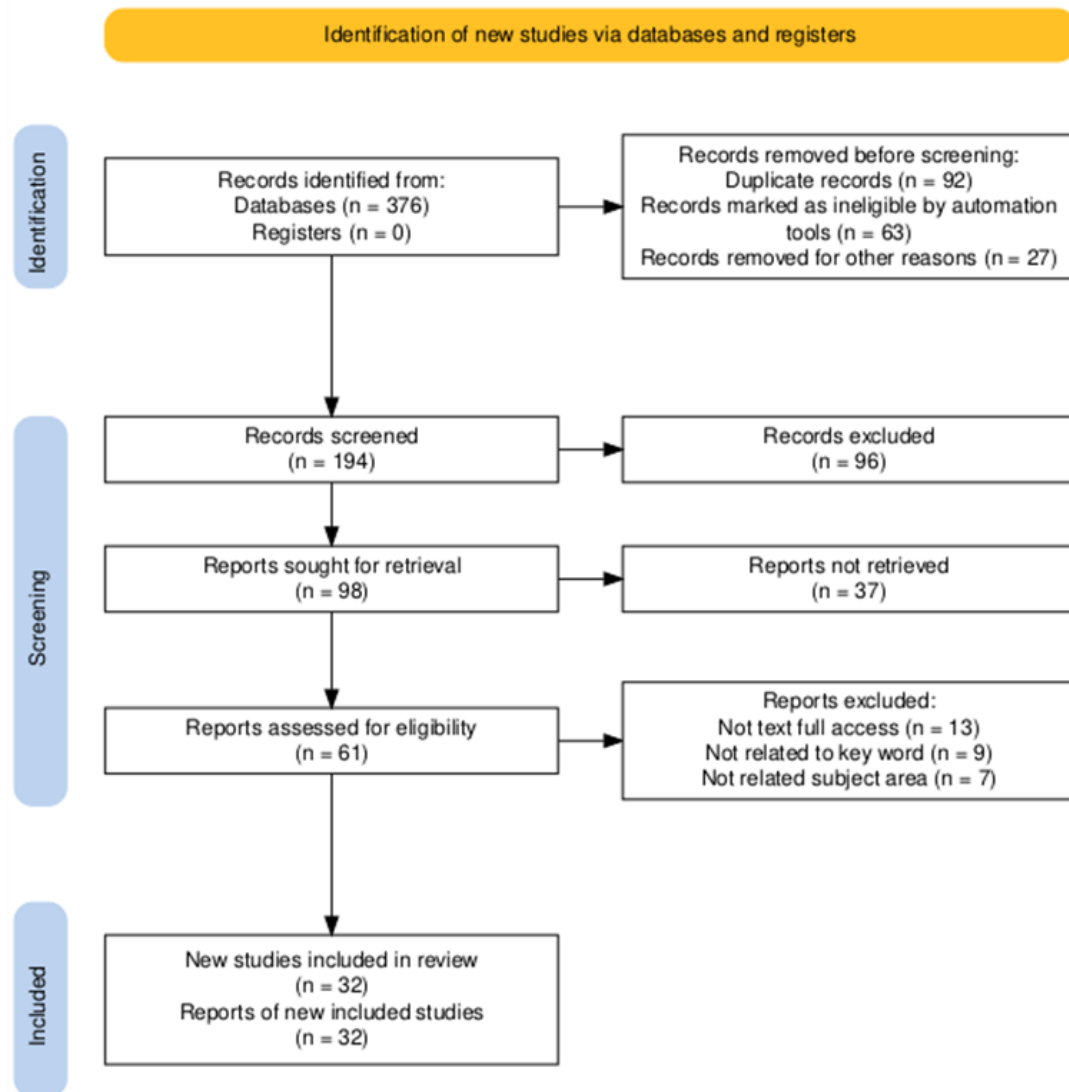 Identification of new studies via databases and registers
Identification
Records identified from:
Databases (n = 376)
Registers (n = 0)
Records removed before screening:
Duplicate records (n = 92)
Records marked as ineligible by automation
tools (n = 63)
Records removed for other reasons (n = 27)
Screening
Records screened
(n = 194)
Records excluded
(n = 96)
Reports sought for retrieval
(n = 98)
Reports not retrieved
(n = 37)
Reports assessed for eligibility
(n = 61)
Reports excluded:
Not text full access (n = 13)
Not related to key word (n = 9)
Not related subject area (n = 7)
Included
New studies included in review
(n = 32)
Reports of new included studies
(n = 32)